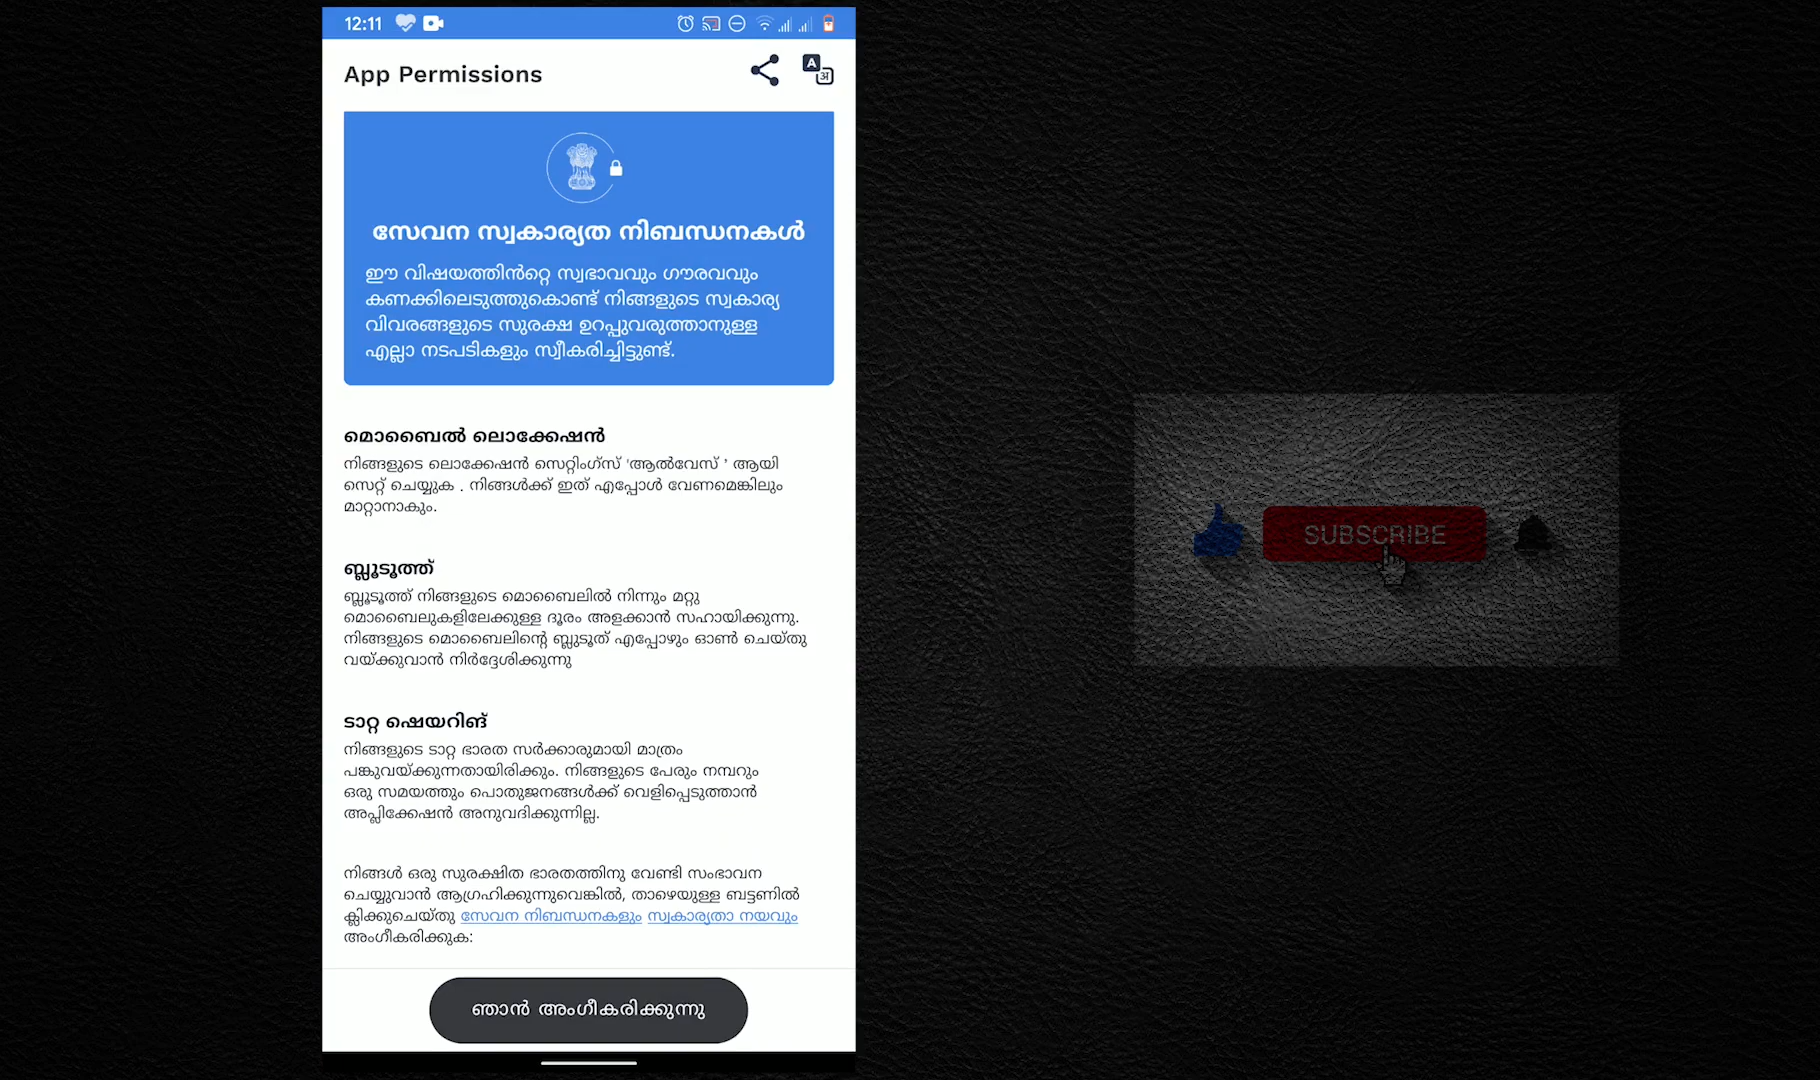 12:11
App Permissions
A
अ
സേവന സ്വകാര്യത നിബന്ധനകൾ
ഈ വിഷയത്തിൻറ്റെ സ്വഭാവവും ഗൗരവവും
കണക്കിലെടുത്തുകൊണ്ട് നിങ്ങളുടെ സ്വകാര്യ
വിവരങ്ങളുടെ സുരക്ഷ ഉറപ്പുവരുത്താനുള്ള
എല്ലാ നടപടികളും സ്വീകരിച്ചിട്ടുണ്ട്.
മൊബൈൽ ലൊക്കേഷൻ
നിങ്ങളുടെ ലൊക്കേഷൻ സെറ്റിംഗ്സ് 'ആൽവേസ് ' ആയി
സെറ്റ് ചെയ്യുക . നിങ്ങൾക്ക് ഇത് എപ്പോൾ വേണമെങ്കിലും
മാറ്റാനാകും.
ബ്ലൂടൂത്ത്
ബ്ലൂടൂത്ത് നിങ്ങളുടെ മൊബൈലിൽ നിന്നും മറ്റു
മൊബൈലുകളിലേക്കുള്ള ദൂരം അളക്കാൻ സഹായിക്കുന്നു.
നിങ്ങളുടെ മൊബൈലിന്റെ ബ്ലുടൂത് എപ്പോഴും ഓൺ ചെയ്തു
വയ്ക്കുവാൻ നിർദ്ദേശിക്കുന്നു
ടാറ്റ ഷെയറിങ്
നിങ്ങളുടെ ടാറ്റ ഭാരത സർക്കാരുമായി മാത്രം
പങ്കുവയ്ക്കുന്നതായിരിക്കും. നിങ്ങളുടെ പേരും നമ്പറും
ഒരു സമയത്തും പൊതുജനങ്ങൾക്ക് വെളിപ്പെടുത്താൻ
അപ്ലിക്കേഷൻ അനുവദിക്കുന്നില്ല.
നിങ്ങൾ ഒരു സുരക്ഷിത ഭാരതത്തിനു വേണ്ടി സംഭാവന
ചെയ്യുവാൻ ആഗ്രഹിക്കുന്നുവെങ്കിൽ, താഴെയുള്ള ബട്ടണിൽ
ക്ലിക്കുചെയ്തു സേവന നിബന്ധനകളും സ്വകാര്യതാ നയവും
അംഗീകരിക്കുക:
ഞാൻ അംഗീകരിക്കുന്നു
SUBSCRIBE